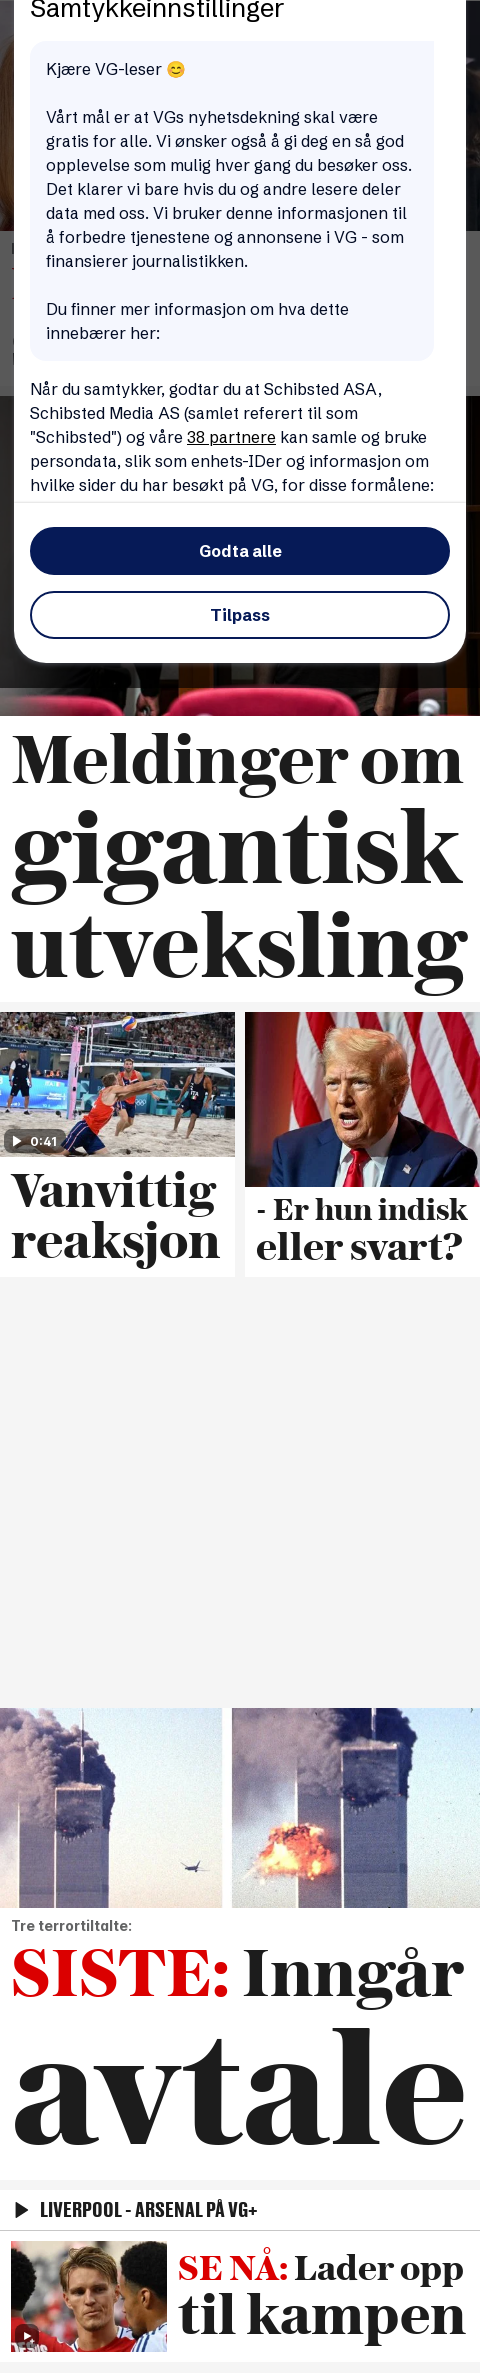 Samtykkeinnstillinger
Kjære VG-leser 😊
Vårt mål er at VGs nyhetsdekning skal være
gratis for alle. Vi ønsker også å gi deg en så god
opplevelse som mulig hver gang du besøker oss.
Det klarer vi bare hvis du og andre lesere deler
data med oss. Vi bruker denne informasjonen til
å forbedre tjenestene og annonsene i VG - som
finansierer journalistikken.
Du finner mer informasjon om hva dette
innebærer her:
Når du samtykker, godtar du at Schibsted ASA,
Schibsted Media AS (samlet referert til som
"Schibsted") og våre 38 partnere kan samle og bruke
persondata, slik som enhets-IDer og informasjon om
hvilke sider du har besøkt på VG, for disse formålene:
Godta alle
Tilpass
Meldinger om
gigantisk
utveksling
0:41
Vanvittig
reaksjon
- Er hun indisk
eller svart?
Tre terrortiltalte:
SISTE: Inngår
avtale
LIVERPOOL - ARSENAL PÅ VG+
SE NÅ: Lader opp
til kampen